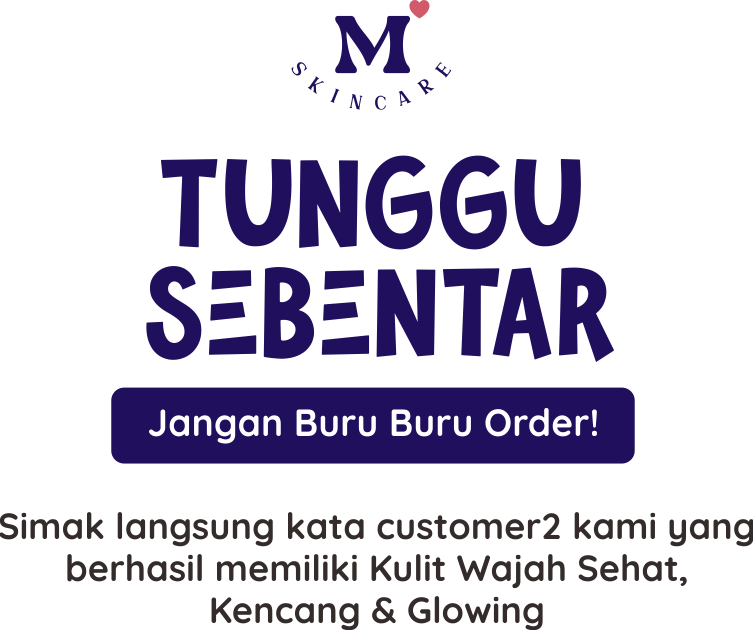 M
SKINCARE
TUNGGU
SEBENTAR
Jangan Buru Buru Order!
Simak langsung kata customer2 kami yang
berhasil memiliki Kulit Wajah Sehat,
Kencang & Glowing